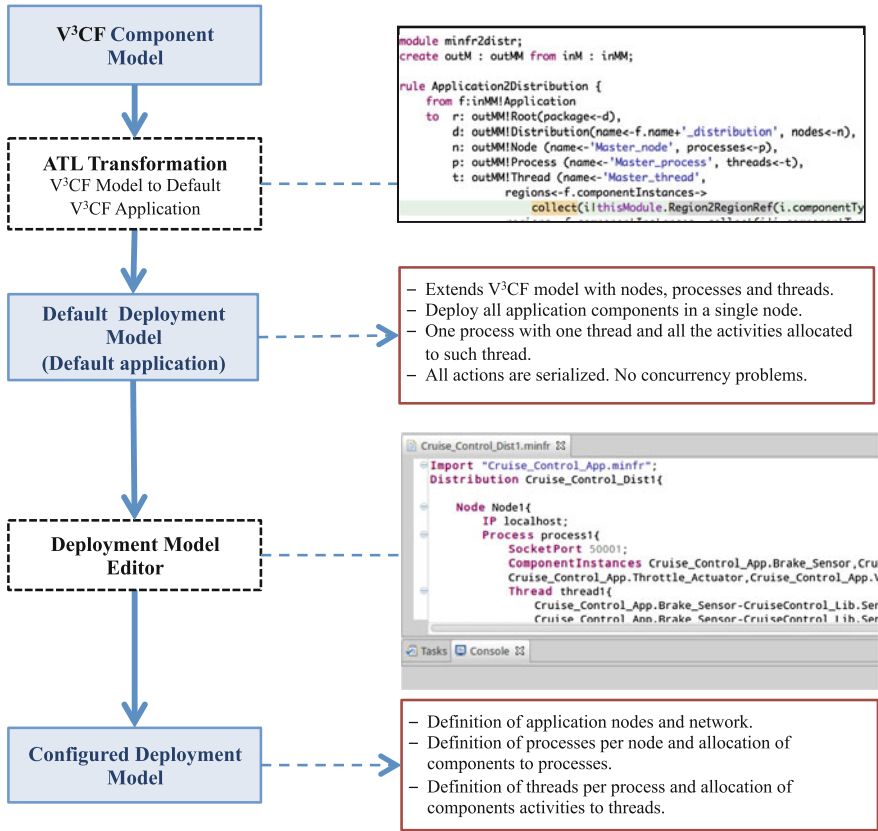 V³CF Component
Model
module minfr2distr;
create outM : outMM from inM : inMM;
rule Application2Distribution {
from f:inMM!Application
to r: outMM!Root(package<-d),
d: outMM!Distribution(name<-f.name+'_distribution', nodes<-n),
n: outMM!Node (name<-'Master_node', processes<-p),
p: outMM!Process (name<-'Master_process', threads<-t),
t: outMM!Thread (name<-'Master_thread',
regions<-f.componentInstances->
collect(i|thisModule.Region2RegionRef(i.componentTy
ATL Transformation
V³CF Model to Default
V³CF Application
Default Deployment
Model
(Default application)
– Extends V³CF model with nodes, processes and threads.
– Deploy all application components in a single node.
– One process with one thread and all the activities allocated
to such thread.
– All actions are serialized. No concurrency problems.
Cruise_Control_Dist1.minfr
Import "Cruise_Control_App.minfr";
Distribution Cruise_Control_Dist1{
Node Node1{
IP localhost;
Process process1{
SocketPort 50001;
ComponentInstances Cruise_Control_App.Brake_Sensor,Cru
Cruise_Control_App.Throttle_Actuator,Cruise_Control_App.V
Thread thread1{
Cruise_Control_App.Brake_Sensor-CruiseControl_Lib.Sen
Cruise_Control_App.Brake_Sensor-CruiseControl_Lib.Sen
Tasks Console
Deployment Model
Editor
Configured Deployment
Model
– Definition of application nodes and network.
– Definition of processes per node and allocation of
components to processes.
– Definition of threads per process and allocation of
components activities to threads.